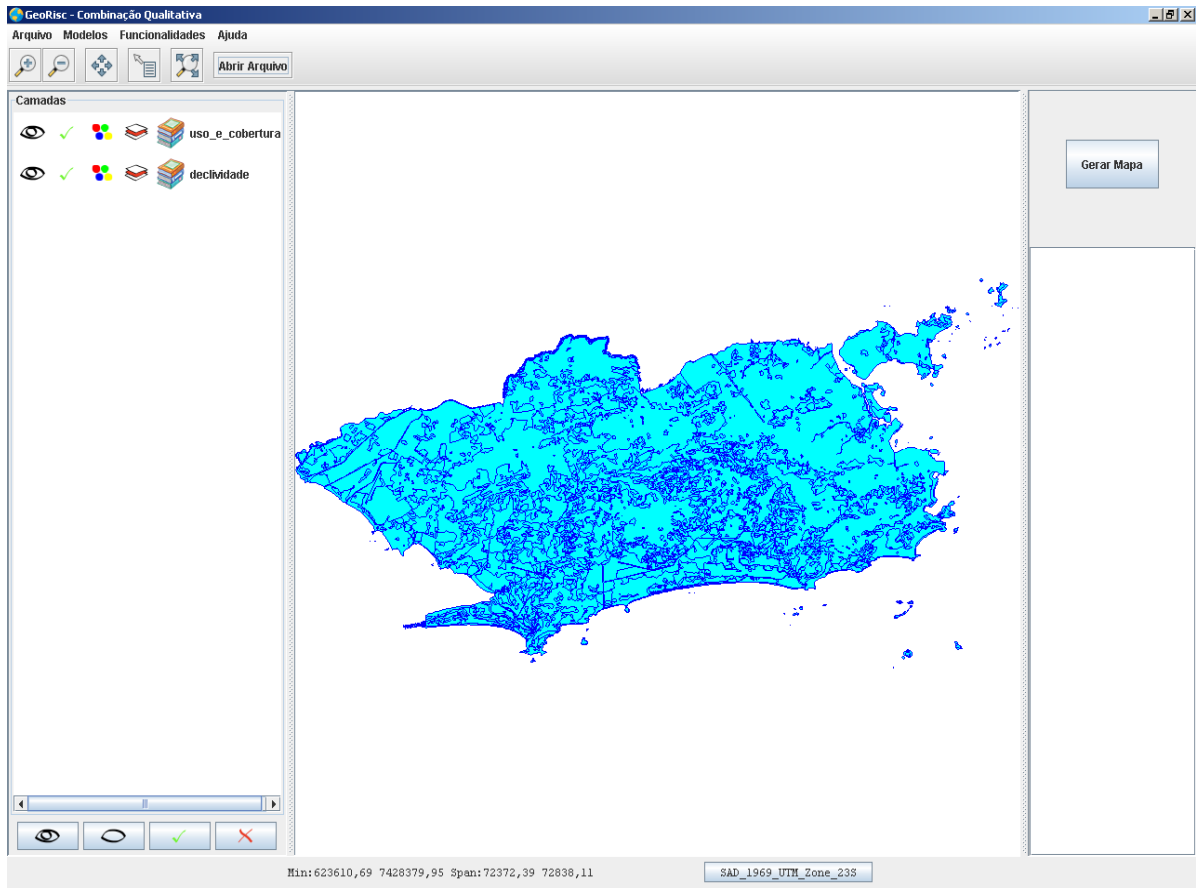 GeoRisc - Combinação Qualitativa
Arquivo Modelos Funcionalidades Ajuda
Abrir Arquivo
Camadas
uso_e_cobertura
declividade
Gerar Mapa
Min:623610,69 7428379,95 Span:72372,39 72838,11
SAD_1969_UTM_Zone_23S